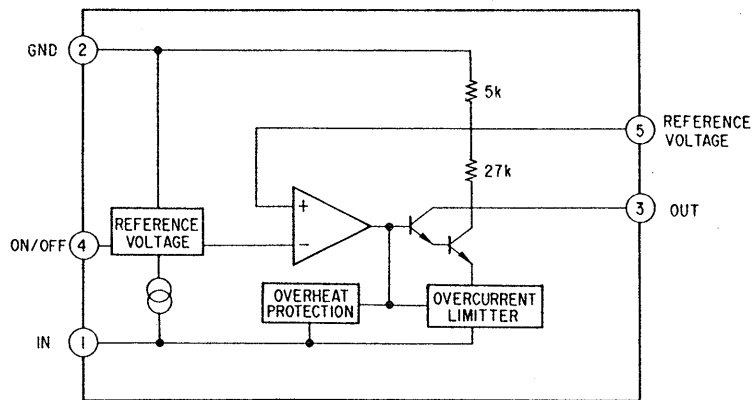 GND 2
5k
5 REFERENCE
VOLTAGE
27k
+
3 OUT
REFERENCE
VOLTAGE
ON/OFF 4
−
OVERHEAT
PROTECTION
OVERCURRENT
LIMITTER
IN 1